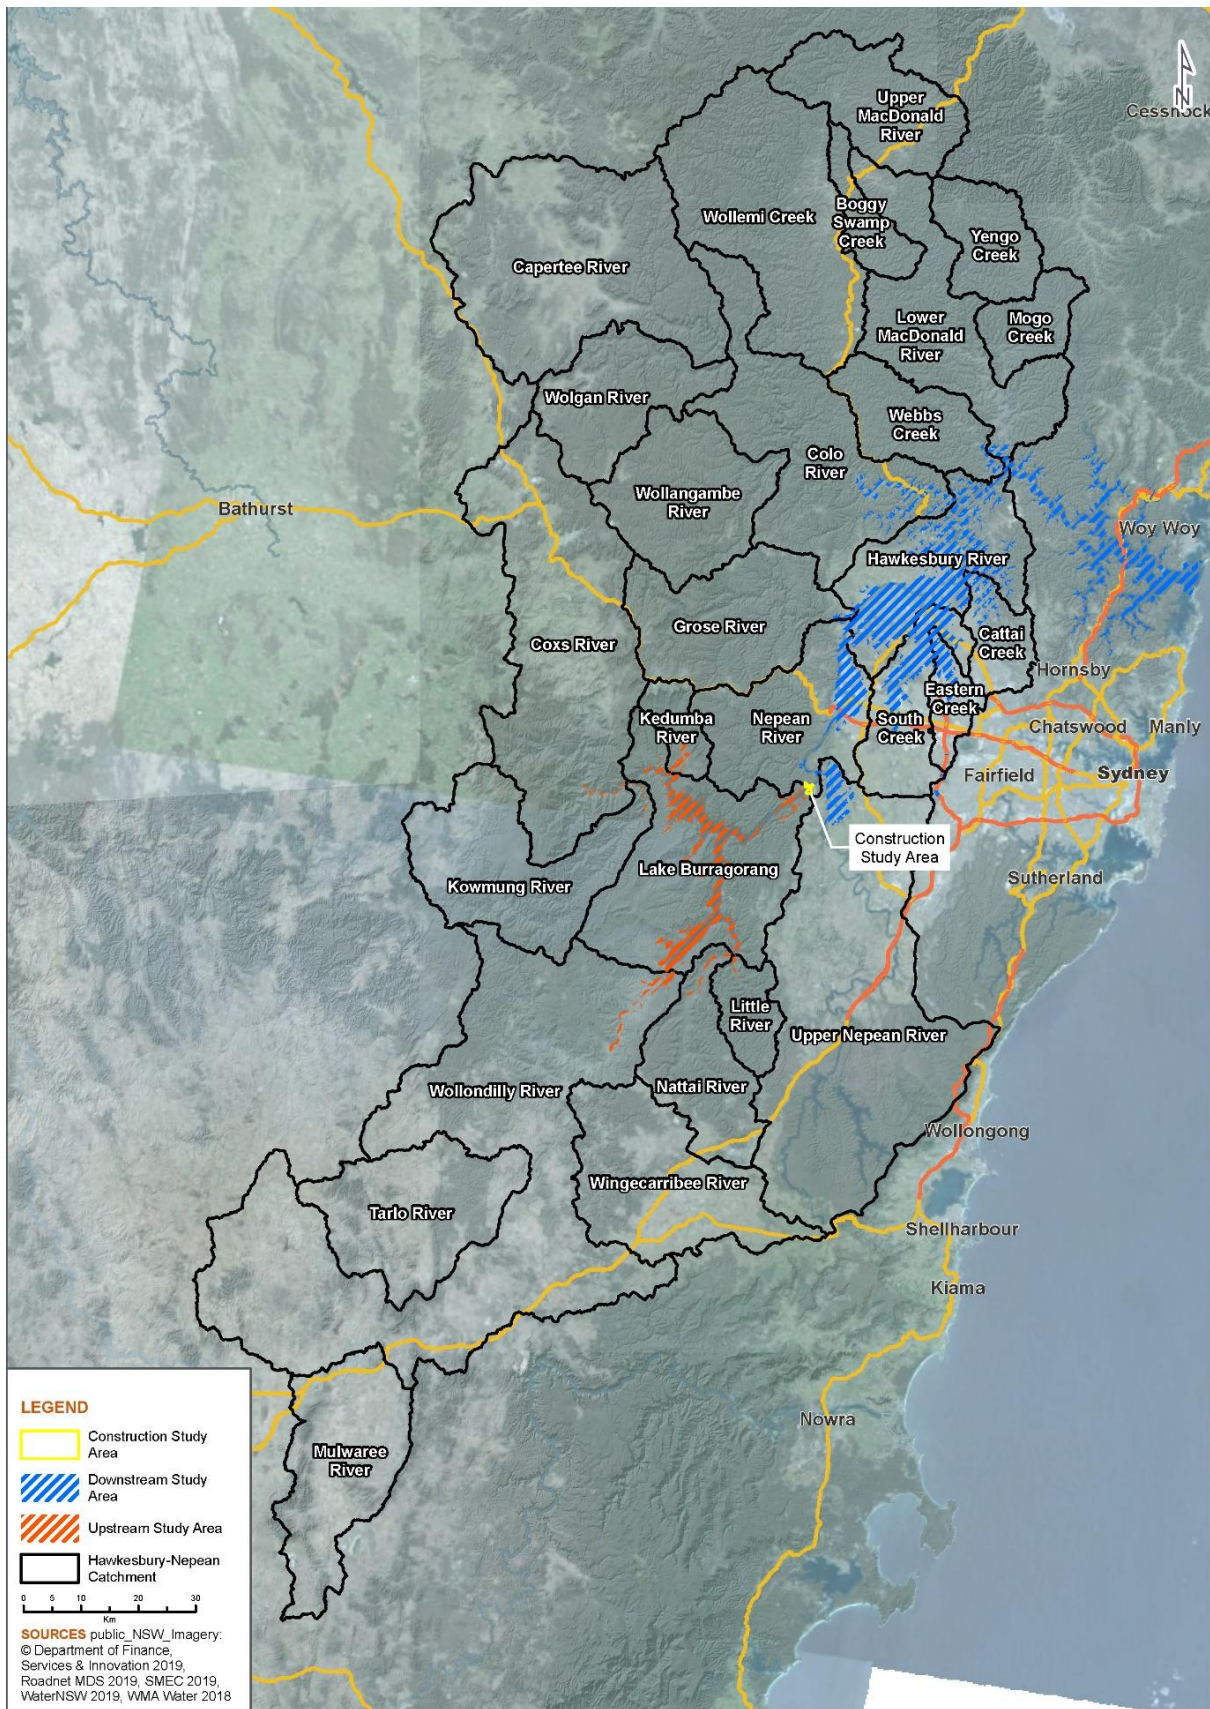 N
Cessnock
Upper
MacDonald
River
Wollemi Creek
Boggy
Swamp
Creek
Yengo
Creek
Capertee River
Lower
MacDonald
River
Mogo
Creek
Wolgan River
Webbs
Creek
Colo
River
Wollangambe
River
Bathurst
Woy Woy
Hawkesbury River
Grose River
Coxs River
Cattai
Creek
Hornsby
Eastern
Creek
Kedumba
River
Nepean
River
South
Creek
Chatswood
Manly
Fairfield
Sydney
Construction
Study Area
Lake Burragorang
Kowmung River
Sutherland
Little
River
Upper Nepean River
Nattai River
Wollondilly River
Wollongong
Wingecarribee River
Tarlo River
Shellharbour
Kiama
Nowra
Mulwaree
River
LEGEND
Construction Study
Area
Downstream Study
Area
Upstream Study Area
Hawkesbury-Nepean
Catchment
0 5 10 20 30
Km
SOURCES public_NSW_Imagery:
© Department of Finance,
Services & Innovation 2019,
Roadnet MDS 2019, SMEC 2019,
WaterNSW 2019, WMA Water 2018